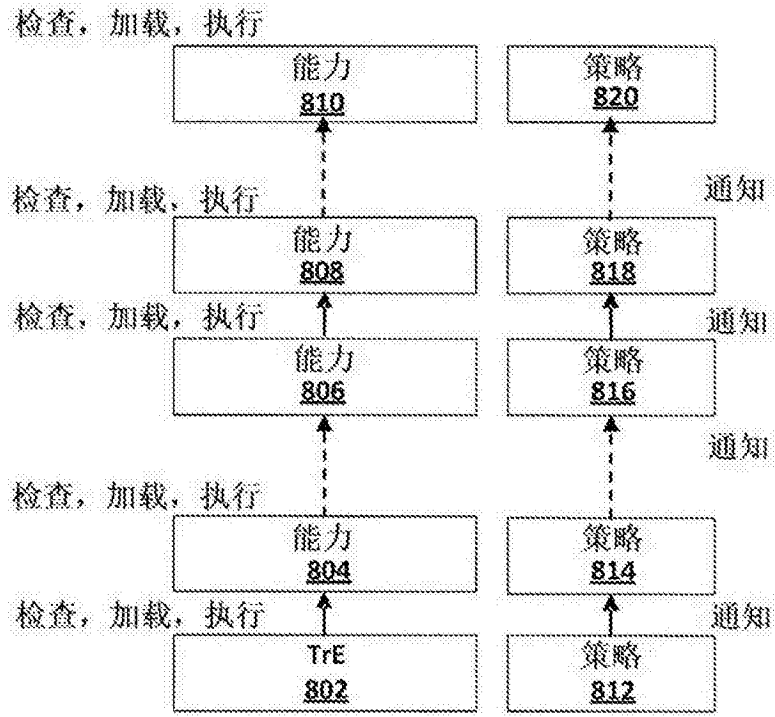 检查，加载，执行
能力
810
策略
820
检查，加载，执行
通知
能力
808
策略
818
检查，加载，执行
通知
能力
806
策略
816
通知
检查，加载，执行
能力
804
策略
814
检查，加载，执行
通知
TrE
802
策略
812